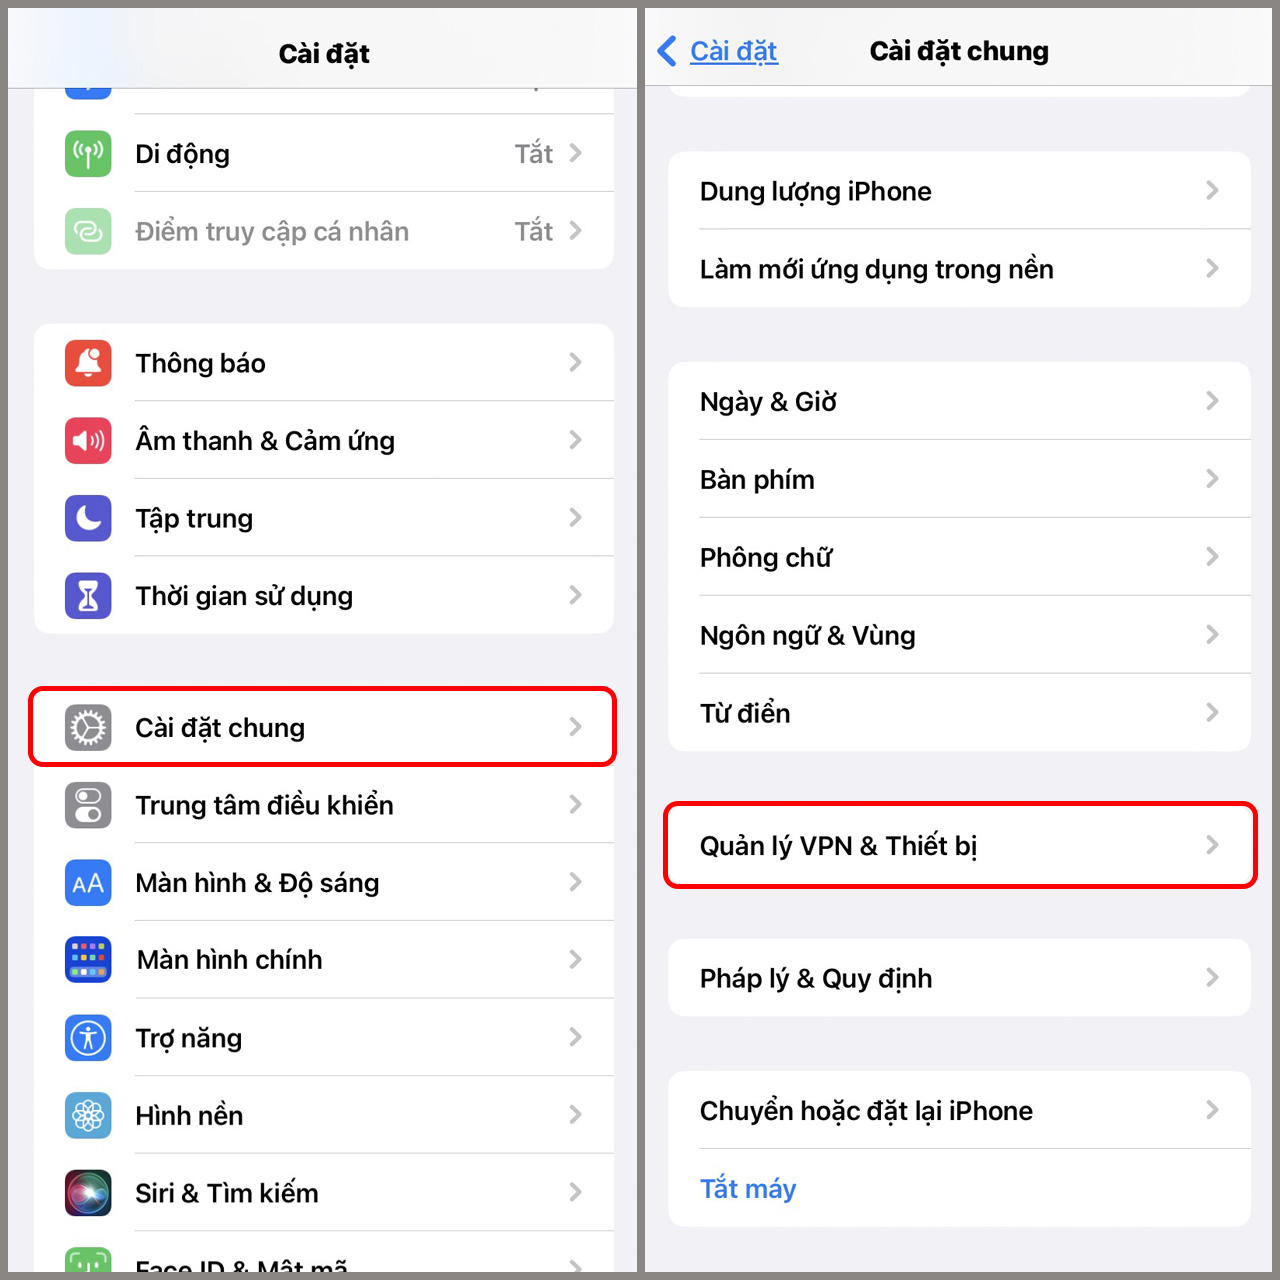 Cài đặt
Di động Tắt
Điểm truy cập cá nhân Tắt
Thông báo
Âm thanh & Cảm ứng
Tập trung
Thời gian sử dụng
Cài đặt chung
Trung tâm điều khiển
AA Màn hình & Độ sáng
Màn hình chính
Trợ năng
Hình nền
Siri & Tìm kiếm
Face ID & Mật mã
Cài đặt Cài đặt chung
Dung lượng iPhone
Làm mới ứng dụng trong nền
Ngày & Giờ
Bàn phím
Phông chữ
Ngôn ngữ & Vùng
Từ điển
Quản lý VPN & Thiết bị
Pháp lý & Quy định
Chuyển hoặc đặt lại iPhone
Tắt máy